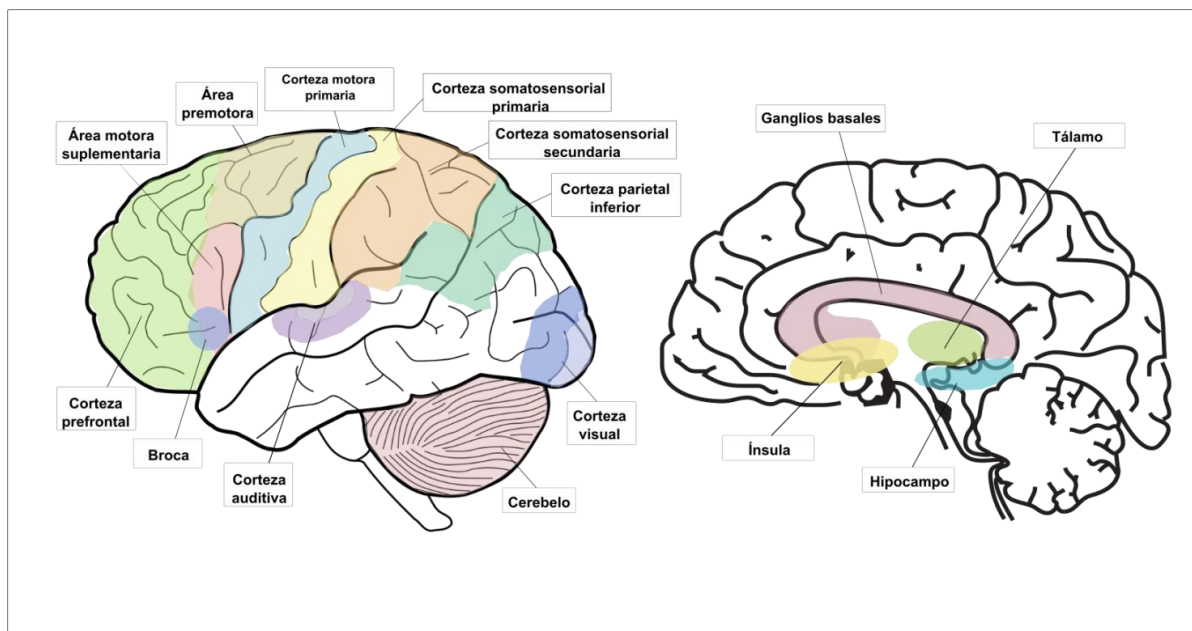 Corteza motora
primaria
Corteza somatosensorial
primaria
Área
premotora
Área motora
suplementaria
Corteza somatosensorial
secundaria
Corteza parietal
inferior
Corteza
prefrontal
Broca
Corteza
auditiva
Cerebelo
Corteza
visual
Ganglios basales
Tálamo
Ínsula
Hipocampo